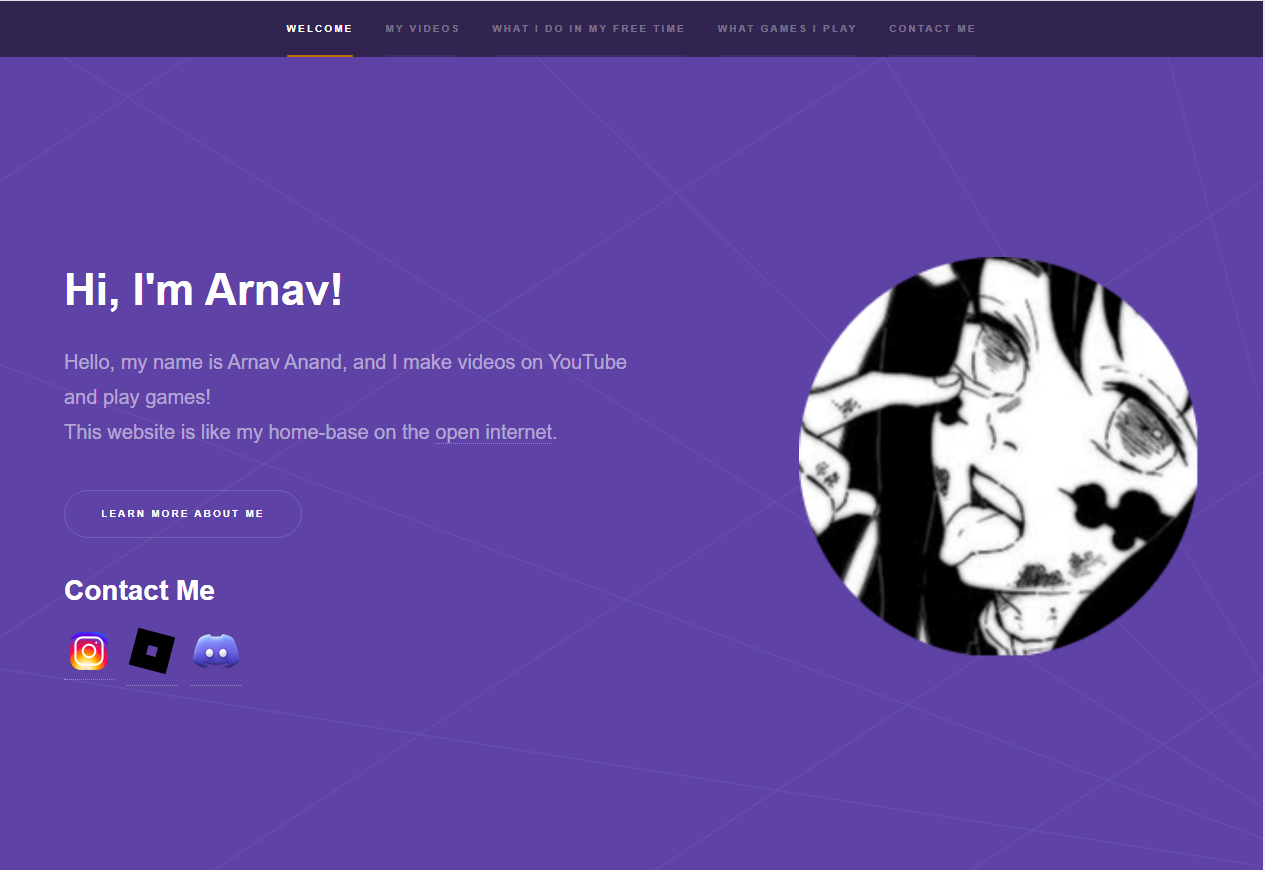 WELCOME
MY VIDEOS
WHAT I DO IN MY FREE TIME
WHAT GAMES I PLAY
CONTACT ME
Hi, I'm Arnav!
Hello, my name is Arnav Anand, and I make videos on YouTube
and play games!
This website is like my home-base on the open internet.
LEARN MORE ABOUT ME
Contact Me